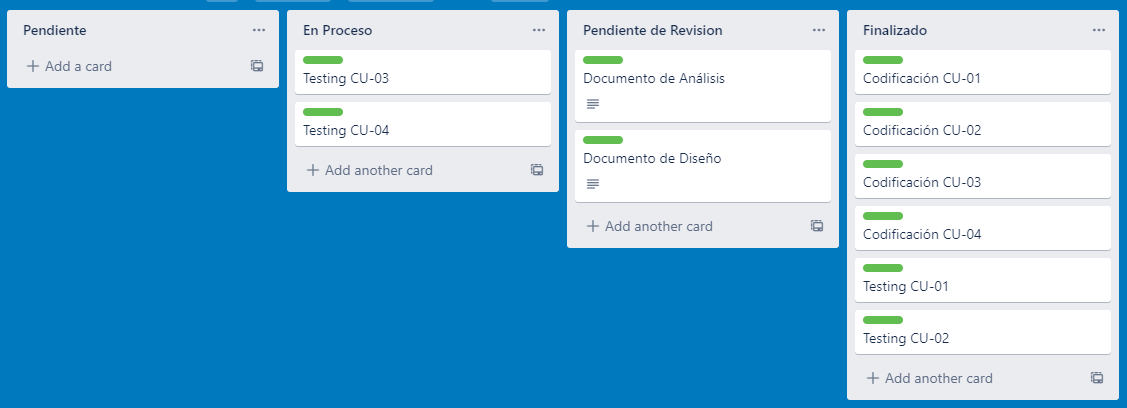 Pendiente
Add a card
En Proceso
Testing CU-03
Testing CU-04
Add another card
Pendiente de Revision
Documento de Análisis
Documento de Diseño
Add another card
Finalizado
Codificación CU-01
Codificación CU-02
Codificación CU-03
Codificación CU-04
Testing CU-01
Testing CU-02
Add another card